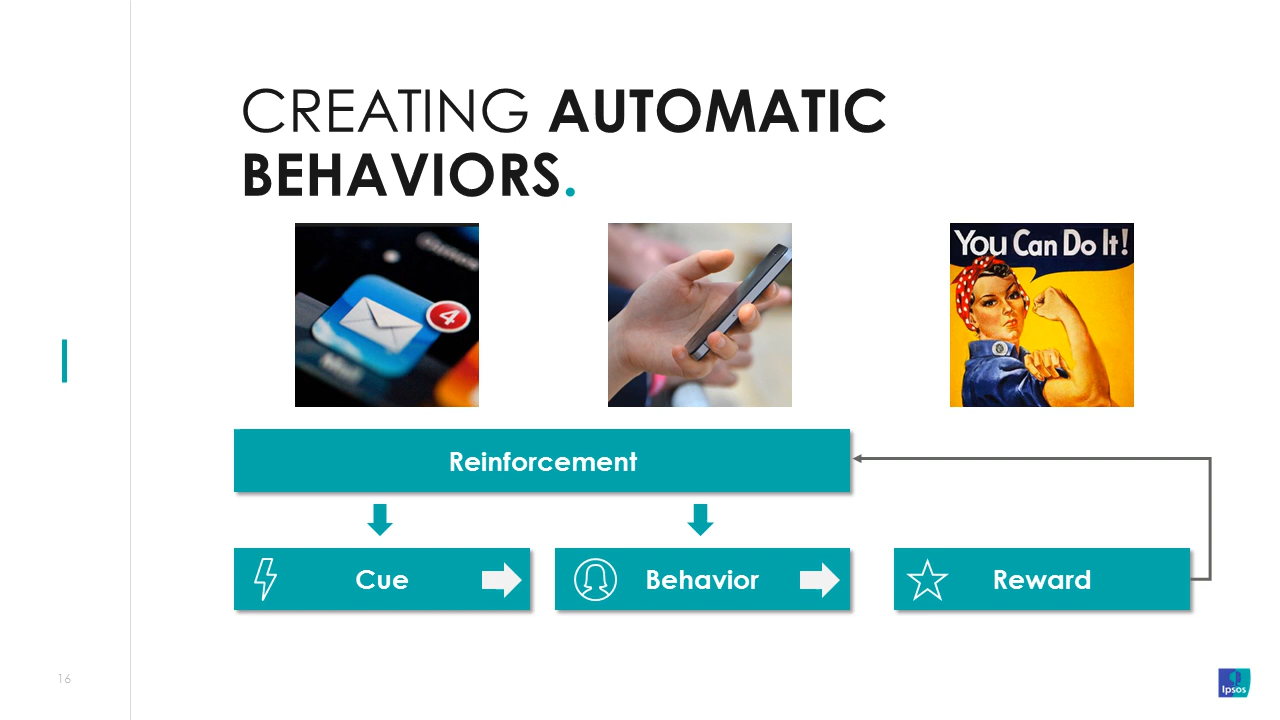 CREATING AUTOMATIC
BEHAVIORS.
4
You Can Do It!
Reinforcement
Cue
Behavior
Reward
16
Ipsos